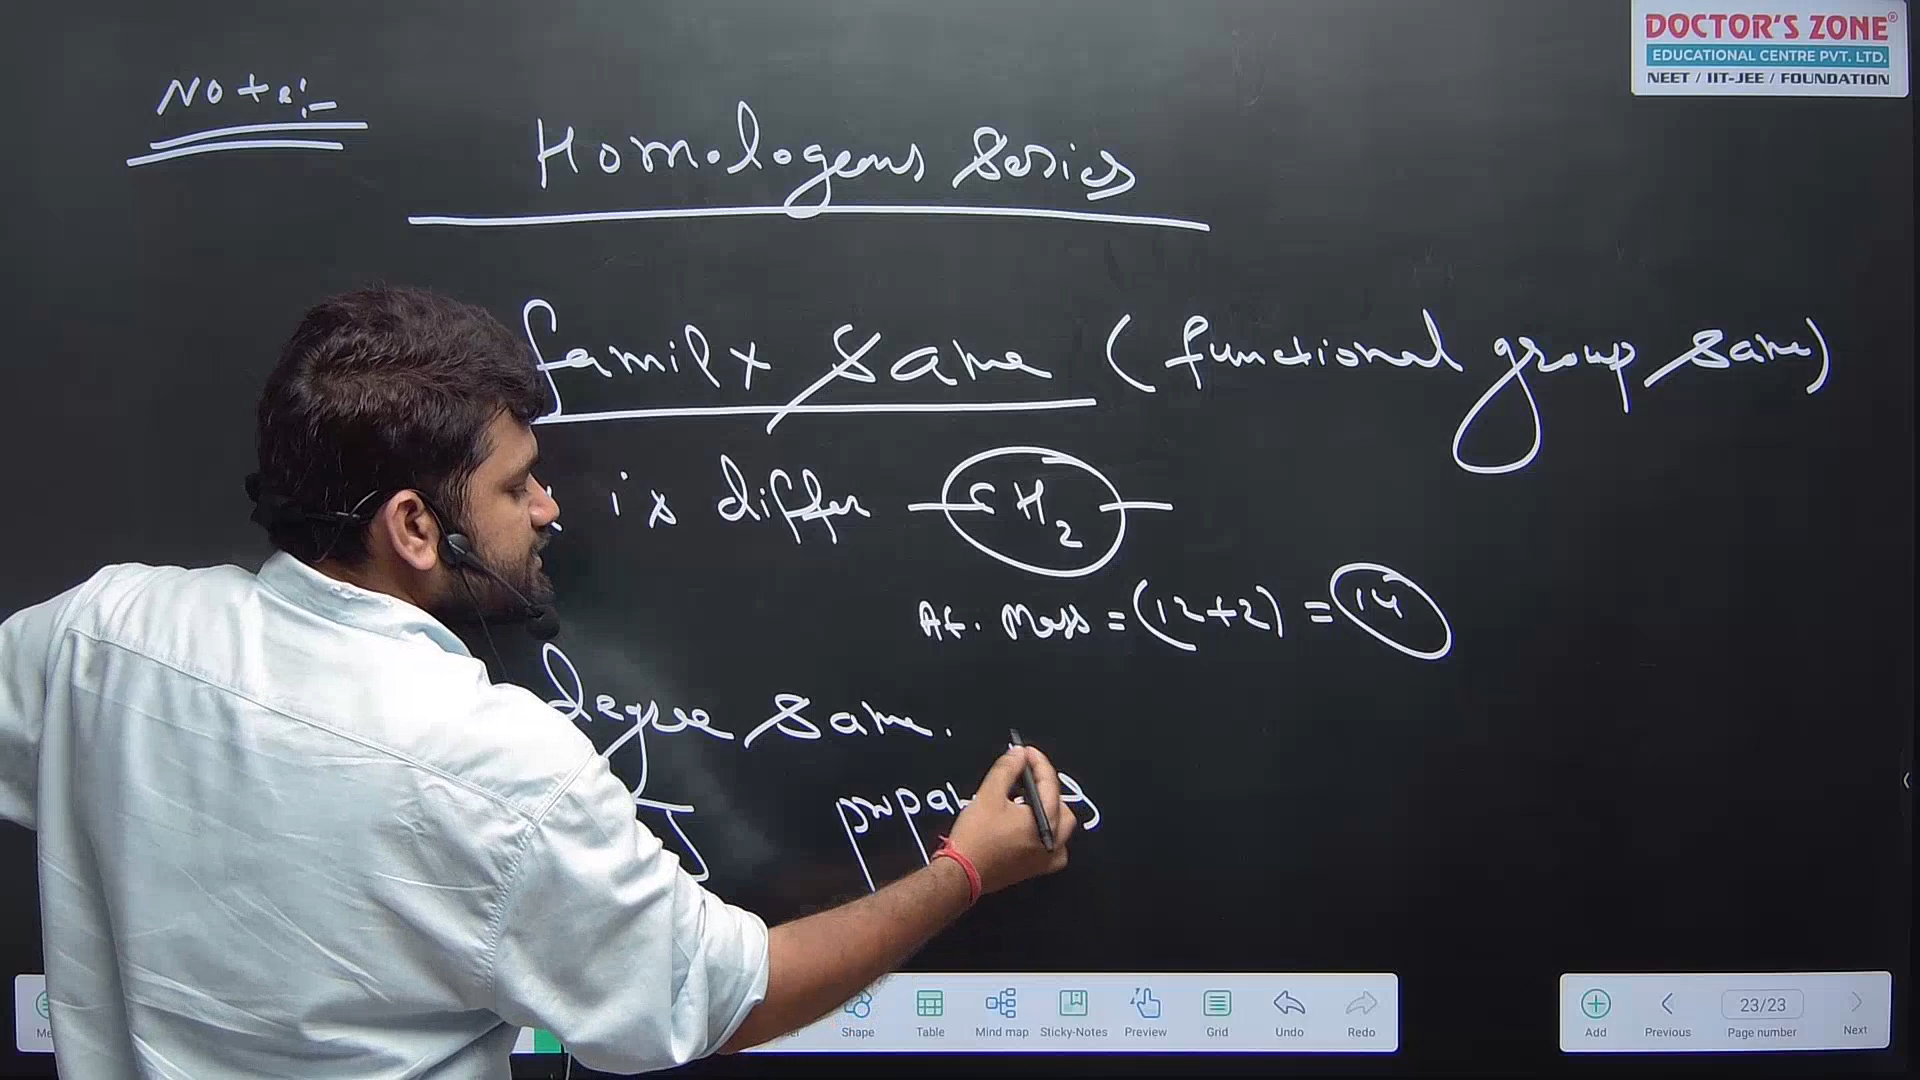 DOCTOR'S ZONE®
EDUCATIONAL CENTRE PVT. LTD.
NEET / IIT-JEE / FOUNDATION
Note:-
Homologous Series
family same (functional group same)
is differ -CH2-
At. Mass = (12+2) = 14
degree same.
Shape
Table
Mind map
Sticky-Notes
Preview
Grid
Undo
Redo
Add
Previous
23/23
Page number
Next